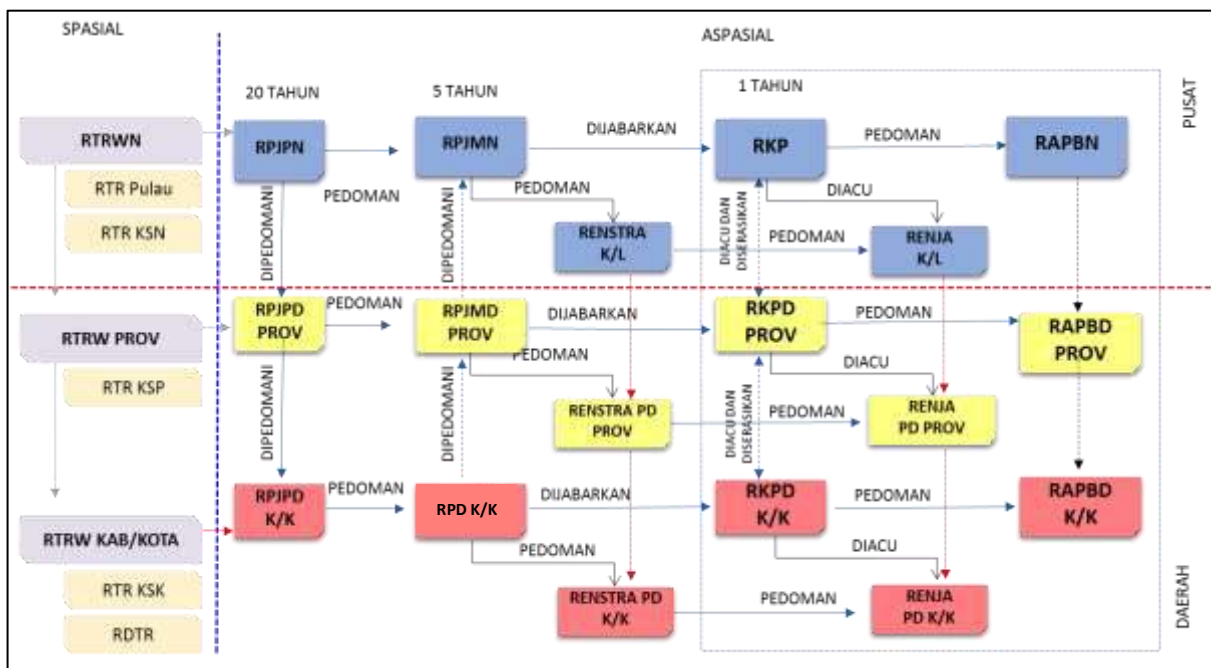 SPASIAL
ASPASIAL
20 TAHUN
5 TAHUN
1 TAHUN
PUSAT
RTRWN
RPJPN
RPJMN
DIJABARKAN
RKP
PEDOMAN
RAPBN
RTR Pulau
PEDOMAN
PEDOMAN
DIACU
RTR KSN
DIPEDOMANI
DIPEDOMANI
RENSTRA
K/L
PEDOMAN
DIACU DAN
DISERASIKAN
RENJA
K/L
RTRW PROV
RPJPD
PROV
PEDOMAN
RPJMD
PROV
DIJABARKAN
RKPD
PROV
PEDOMAN
RAPBD
PROV
PEDOMAN
DIACU
RTR KSP
DIPEDOMANI
DIPEDOMANI
RENSTRA PD
PROV
PEDOMAN
DIACU DAN
DISERASIKAN
RENJA
PD PROV
RTRW KAB/KOTA
RPJPD
K/K
PEDOMAN
RPD K/K
DIJABARKAN
RKPD
K/K
PEDOMAN
RAPBD
K/K
PEDOMAN
DIACU
RTR KSK
RENSTRA PD
K/K
PEDOMAN
RENJA
PD K/K
RDTR
DAERAH